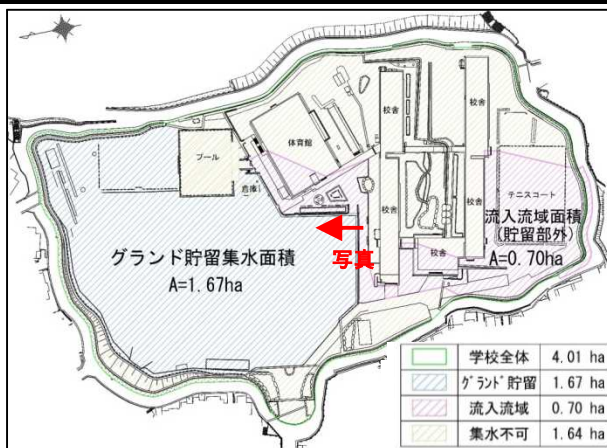 プール
倉庫
体育館
校舎
校舎
校舎
校舎
校舎
テニスコート
流入流域面積
(貯留部外)
A=0.70ha
グランド貯留集水面積
A=1.67ha
写真
学校全体 4.01 ha
グランド貯留 1.67 ha
流入流域 0.70 ha
集水不可 1.64 ha